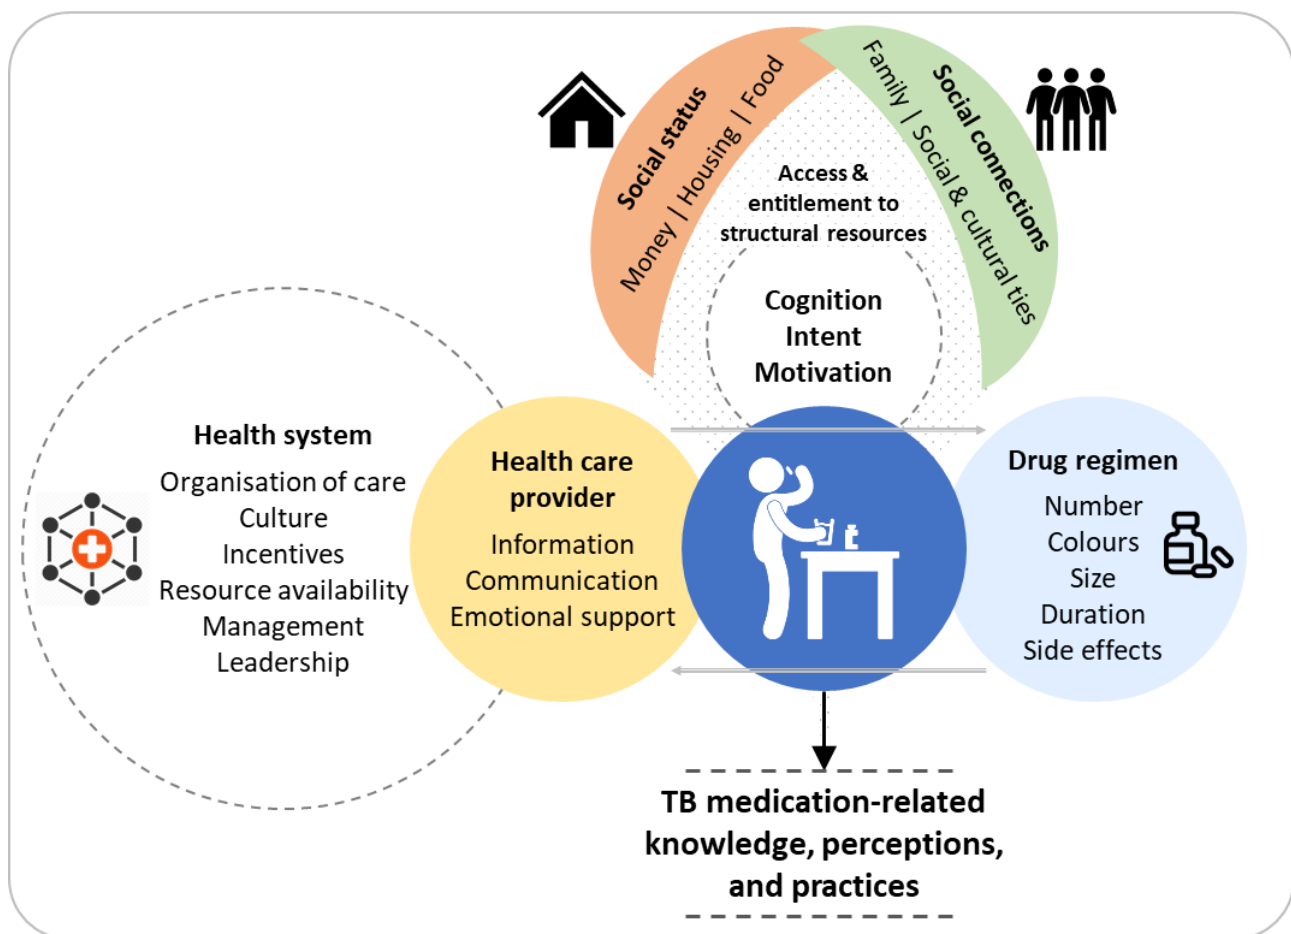 Social status
Money | Housing | Food
Social connections
Family | Social & cultural ties
Access &
entitlement to
structural resources
Cognition
Intent
Motivation
Health system
Organisation of care
Culture
Incentives
Resource availability
Management
Leadership
Health care
provider
Information
Communication
Emotional support
Drug regimen
Number
Colours
Size
Duration
Side effects
TB medication-related
knowledge, perceptions,
and practices